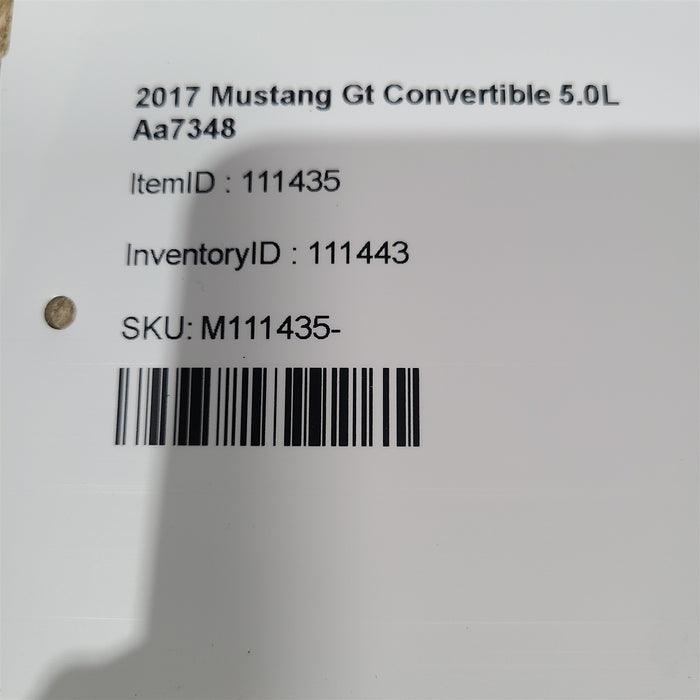 2017 Mustang Gt Convertible 5.0L
Aa7348
ItemID : 111435
InventoryID : 111443
SKU: M111435-